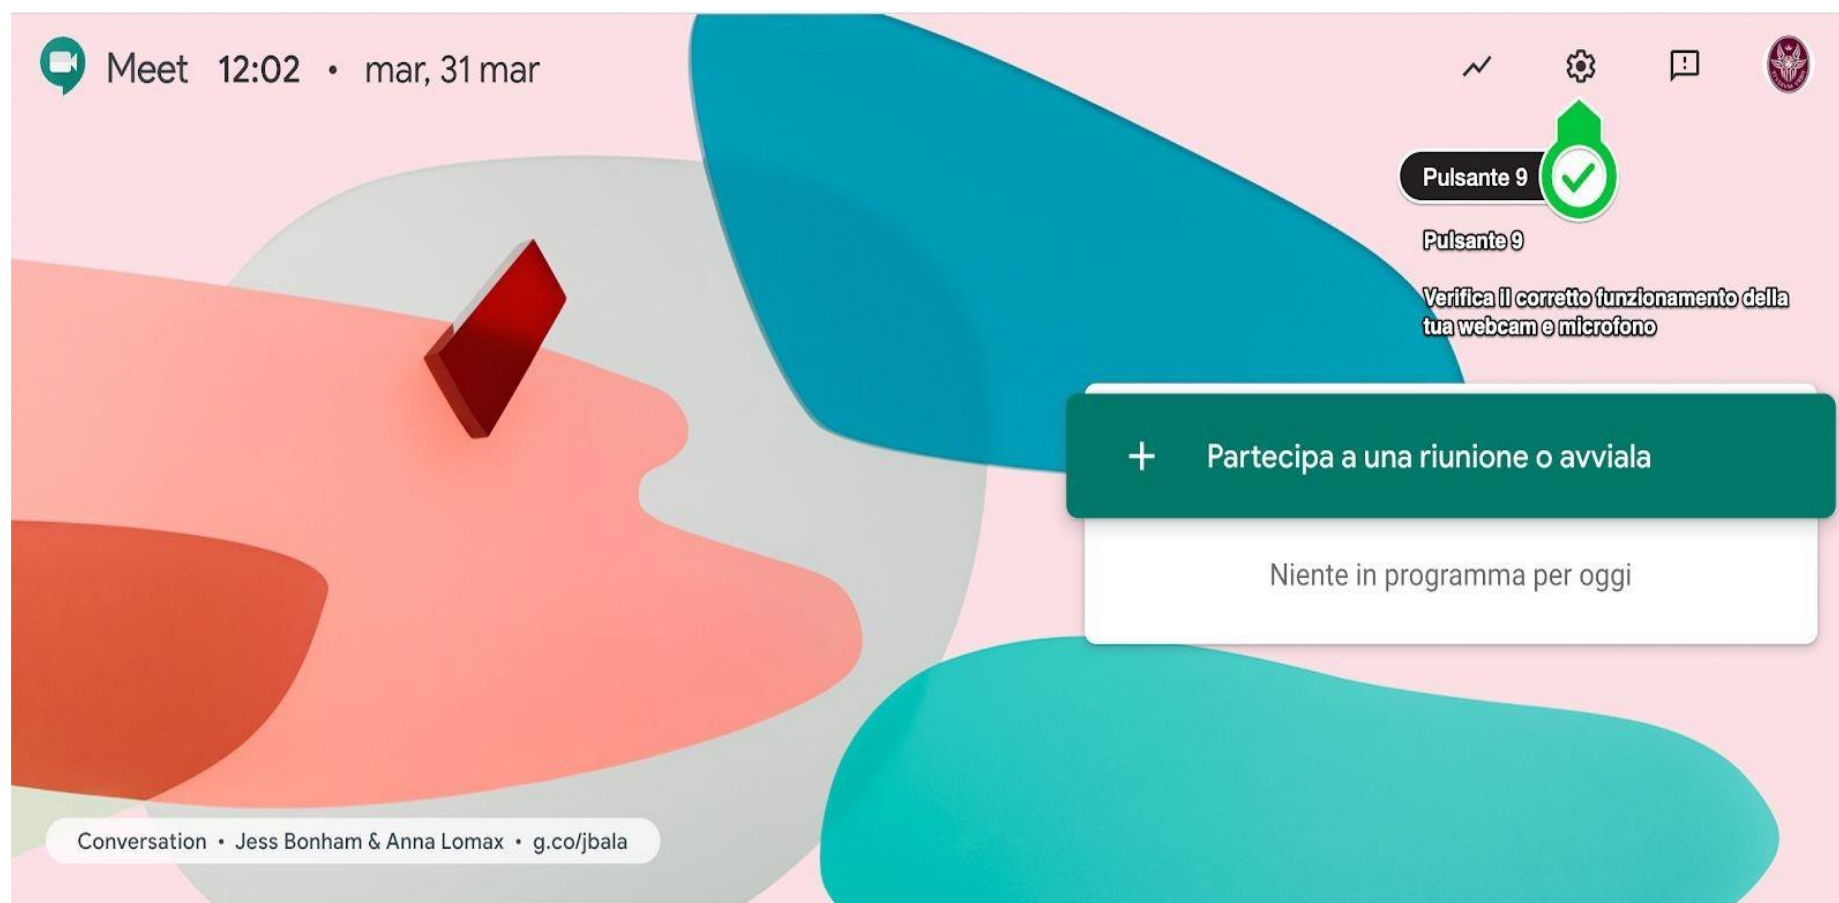 Meet 12:02 • mar, 31 mar
Pulsante 9
Pulsante 9
Verifica il corretto funzionamento della
tua webcam e microfono
+ Partecipa a una riunione o avviala
Niente in programma per oggi
Conversation • Jess Bonham & Anna Lomax • g.co/jbala